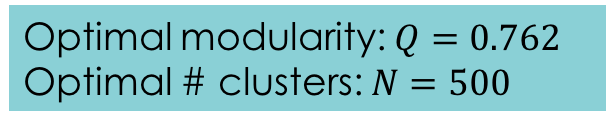 Optimal modularity: Q = 0.762
Optimal # clusters: N = 500